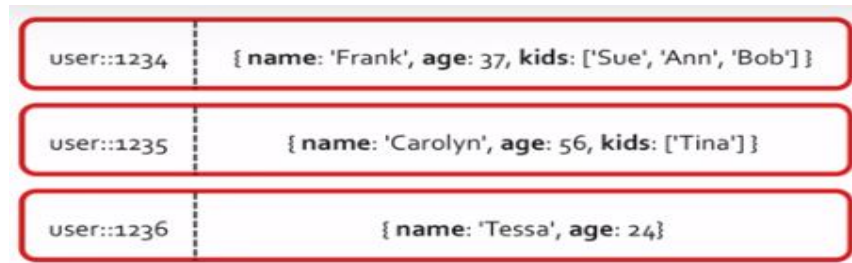 user::1234 { name: 'Frank', age: 37, kids: ['Sue', 'Ann', 'Bob'] }
user::1235 { name: 'Carolyn', age: 56, kids: ['Tina'] }
user::1236 { name: 'Tessa', age: 24}